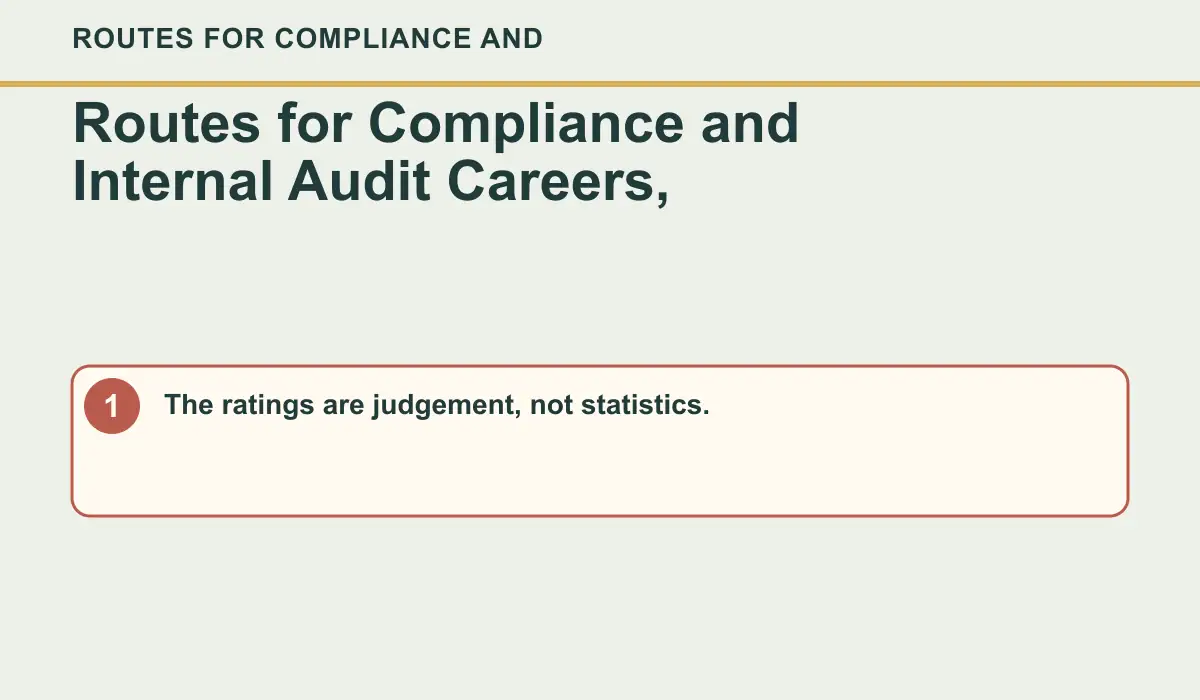 ROUTES FOR COMPLIANCE AND
Routes for Compliance and
Internal Audit Careers,
1 The ratings are judgement, not statistics.